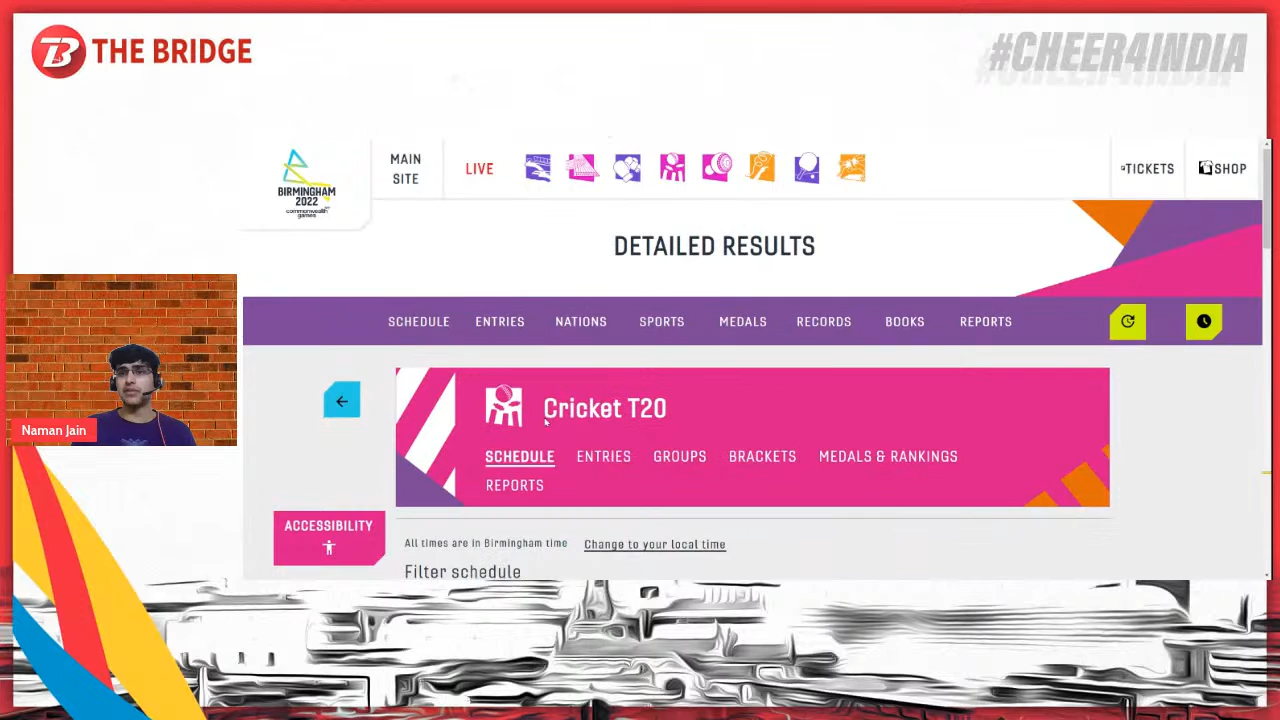 THE BRIDGE
#CHEER4INDIA
BIRMINGHAM
2022
commonwealth
games
MAIN
SITE
LIVE
TICKETS
SHOP
DETAILED RESULTS
SCHEDULE ENTRIES NATIONS SPORTS MEDALS RECORDS BOOKS REPORTS
Cricket T20
SCHEDULE ENTRIES GROUPS BRACKETS MEDALS & RANKINGS
REPORTS
Naman Jain
ACCESSIBILITY
All times are in Birmingham time Change to your local time
Filter schedule